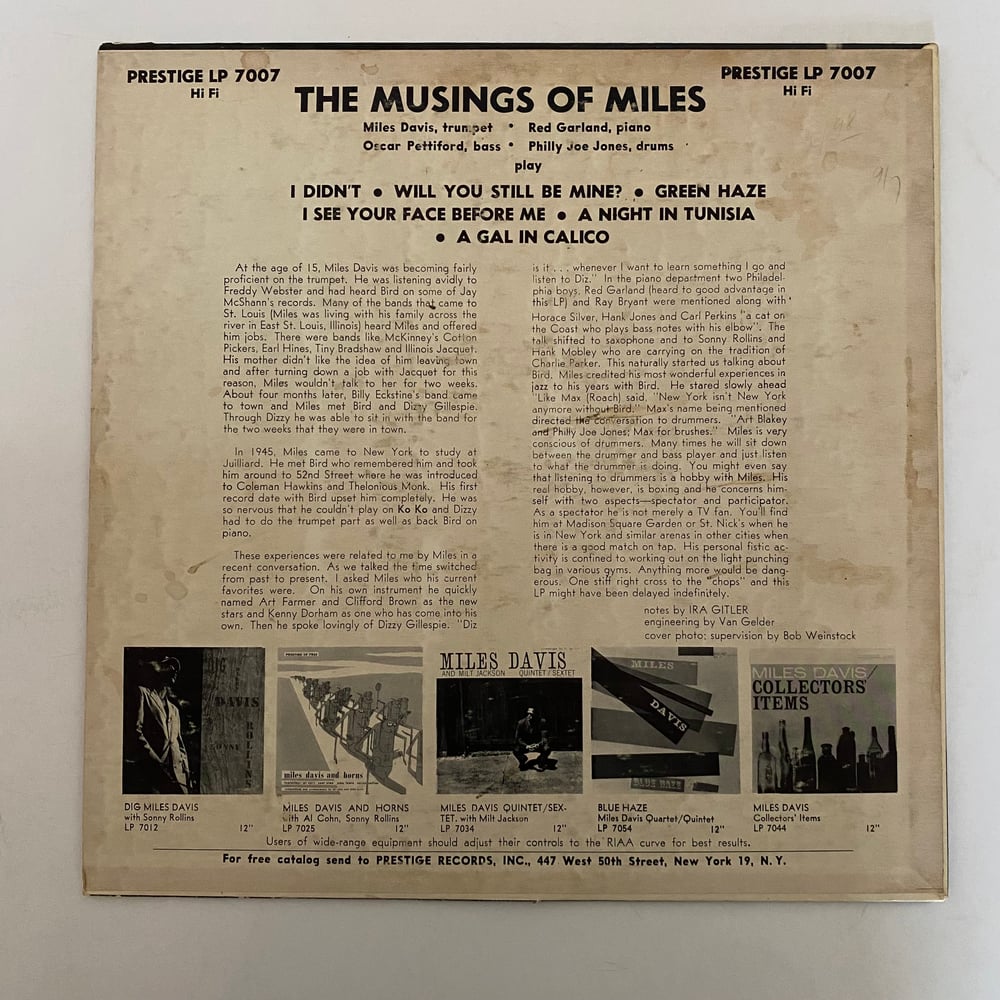 PRESTIGE LP 7007
Hi Fi
PRESTIGE LP 7007
Hi Fi
THE MUSINGS OF MILES
Miles Davis, trumpet • Red Garland, piano
Oscar Pettiford, bass • Philly Joe Jones, drums
play
I DIDN'T • WILL YOU STILL BE MINE? • GREEN HAZE
I SEE YOUR FACE BEFORE ME • A NIGHT IN TUNISIA
• A GAL IN CALICO
At the age of 15, Miles Davis was becoming fairly
proficient on the trumpet. He was listening avidly to
Freddy Webster and had heard Bird on some of Jay
McShann's records. Many of the bands that came to
St. Louis (Miles was living with his family across the
river in East St. Louis, Illinois) heard Miles and offered
him jobs. There were bands like McKinney's Cotton
Pickers, Earl Hines, Tiny Bradshaw and Illinois Jacquet.
His mother didn't like the idea of him leaving town
and after turning down a job with Jacquet for this
reason, Miles wouldn't talk to her for two weeks.
About four months later, Billy Eckstine's band came
to town and Miles met Bird and Dizzy Gillespie.
Through Dizzy he was able to sit in with the band for
the two weeks that they were in town.
In 1945, Miles came to New York to study at
Juilliard. He met Bird who remembered him and took
him around to 52nd Street where he was introduced
to Coleman Hawkins and Thelonious Monk. His first
record date with Bird upset him completely. He was
so nervous that he couldn't play on Ko Ko and Dizzy
had to do the trumpet part as well as back Bird on
piano.
These experiences were related to me by Miles in a
recent conversation. As we talked the time switched
from past to present. I asked Miles who his current
favorites were. On his own instrument he quickly
named Art Farmer and Clifford Brown as the new
stars and Kenny Dorham as one who has come into his
own. Then he spoke lovingly of Dizzy Gillespie. "Diz
is it . . . whenever I want to learn something I go and
listen to Diz." In the piano department two Philadel-
phia boys, Red Garland (heard to good advantage in
this LP) and Ray Bryant were mentioned along with
Horace Silver, Hank Jones and Carl Perkins "a cat on
the Coast who plays bass notes with his elbow". The
talk shifted to saxophone and to Sonny Rollins and
Hank Mobley who are carrying on the tradition of
Charlie Parker. This naturally started us talking about
Bird. Miles credited his most wonderful experiences in
jazz to his years with Bird. He stared slowly ahead
"Like Max (Roach) said, "New York isn't New York
anymore without Bird." Max's name being mentioned
directed the conversation to drummers. "Art Blakey
and Philly Joe Jones; Max for brushes." Miles is very
conscious of drummers. Many times he will sit down
between the drummer and bass player and just listen
to what the drummer is doing. You might even say
that listening to drummers is a hobby with Miles. His
real hobby, however, is boxing and he concerns him-
self with two aspects—spectator and participator.
As a spectator he is not merely a TV fan. You'll find
him at Madison Square Garden or St. Nick's when he
is in New York and similar arenas in other cities when
there is a good match on tap. His personal fistic ac-
tivity is confined to working out on the light punching
bag in various gyms. Anything more would be dang-
erous. One stiff right cross to the "chops" and this
LP might have been delayed indefinitely.
notes by IRA GITLER
engineering by Van Gelder
cover photo; supervision by Bob Weinstock
DIG
DAVIS
ROLLINS
miles davis and horns
MILES DAVIS
AND MILT JACKSON QUINTET / SEXTET
MILES
DAVIS
BLUE HAZE
MILES DAVIS/
COLLECTORS'
ITEMS
DIG MILES DAVIS
with Sonny Rollins
LP 7012 12"
MILES DAVIS AND HORNS
with Al Cohn, Sonny Rollins
LP 7025 12"
MILES DAVIS QUINTET/SEX-
TET. with Milt Jackson
LP 7034 12"
BLUE HAZE
Miles Davis Quartet/Quintet
LP 7054 12"
MILES DAVIS
Collectors' Items
LP 7044 12"
Users of wide-range equipment should adjust their controls to the RIAA curve for best results.
For free catalog send to PRESTIGE RECORDS, INC., 447 West 50th Street, New York 19, N. Y.